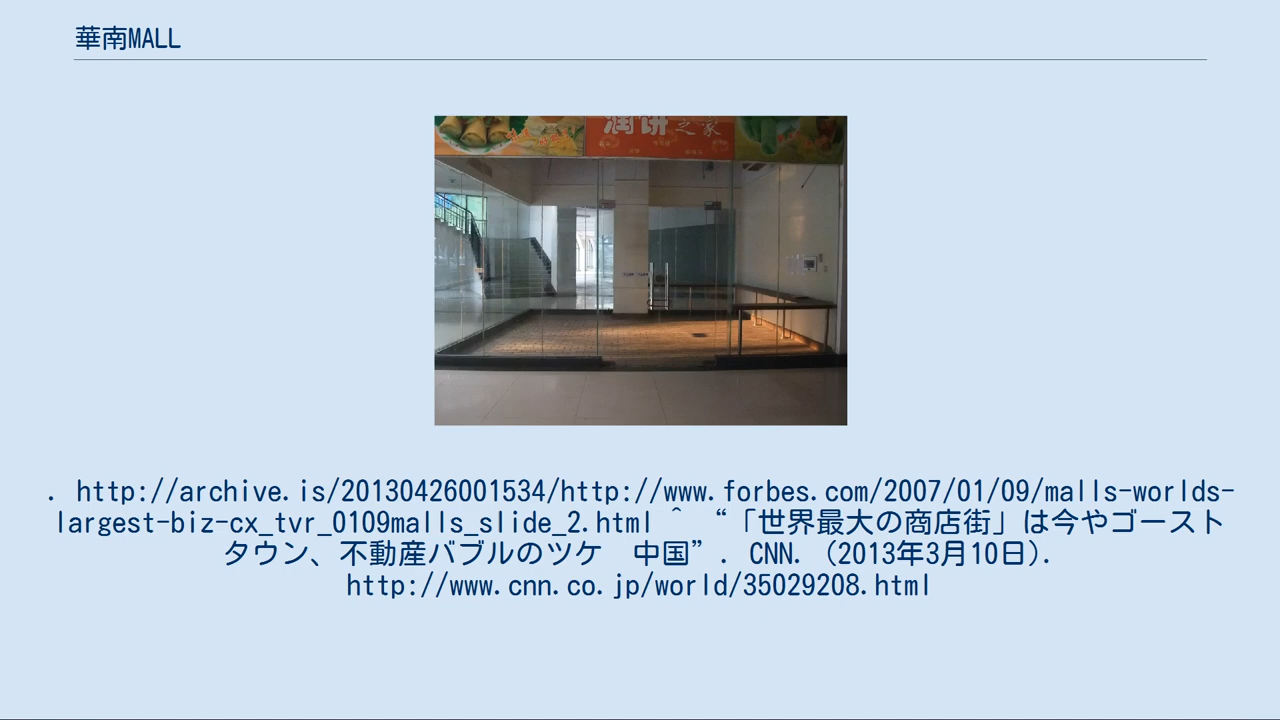 華南MALL
润饼之家
. http://archive.is/20130426001534/http://www.forbes.com/2007/01/09/malls-worlds-
largest-biz-cx_tvr_0109malls_slide_2.html ^ “「世界最大の商店街」は今やゴースト
タウン、不動産バブルのツケ　中国”. CNN. (2013年3月10日).
http://www.cnn.co.jp/world/35029208.html